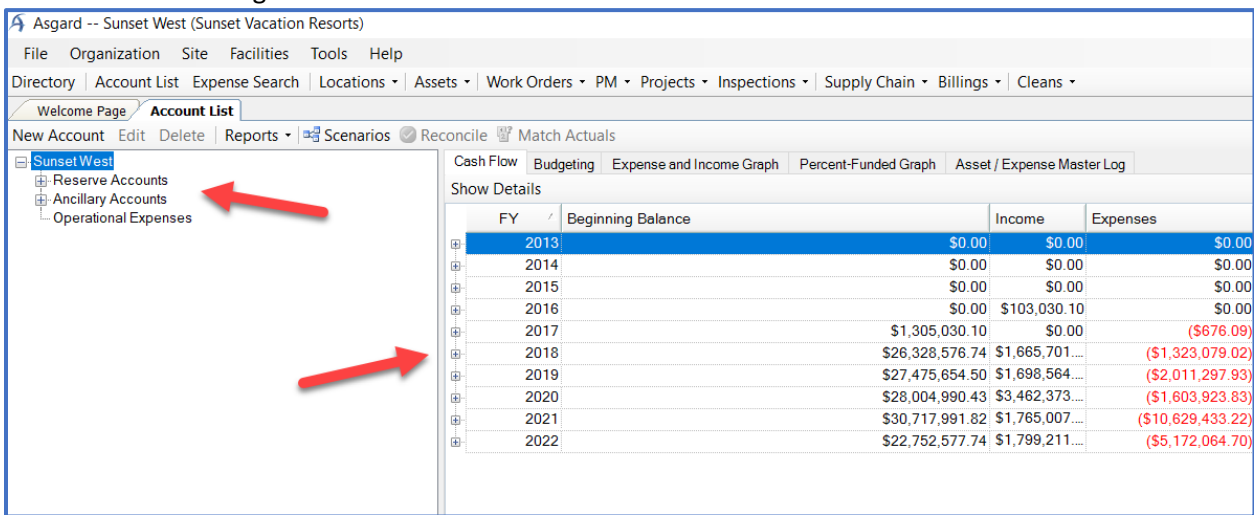 Asgard -- Sunset West (Sunset Vacation Resorts)
File Organization Site Facilities Tools Help
Directory Account List Expense Search Locations Assets Work Orders PM Projects Inspections Supply Chain Billings Cleans
Welcome Page Account List
New Account Edit Delete Reports Scenarios Reconcile Match Actuals
Sunset West
Reserve Accounts
Ancillary Accounts
Operational Expenses
Cash Flow Budgeting Expense and Income Graph Percent-Funded Graph Asset / Expense Master Log
Show Details
FY Beginning Balance Income Expenses
2013 $0.00 $0.00 $0.00
2014 $0.00 $0.00 $0.00
2015 $0.00 $0.00 $0.00
2016 $0.00 $103,030.10 $0.00
2017 $1,305,030.10 $0.00 ($676.09)
2018 $26,328,576.74 $1,665,701.... ($1,323,079.02)
2019 $27,475,654.50 $1,698,564.... ($2,011,297.93)
2020 $28,004,990.43 $3,462,373.... ($1,603,923.83)
2021 $30,717,991.82 $1,765,007.... ($10,629,433.22)
2022 $22,752,577.74 $1,799,211.... ($5,172,064.70)